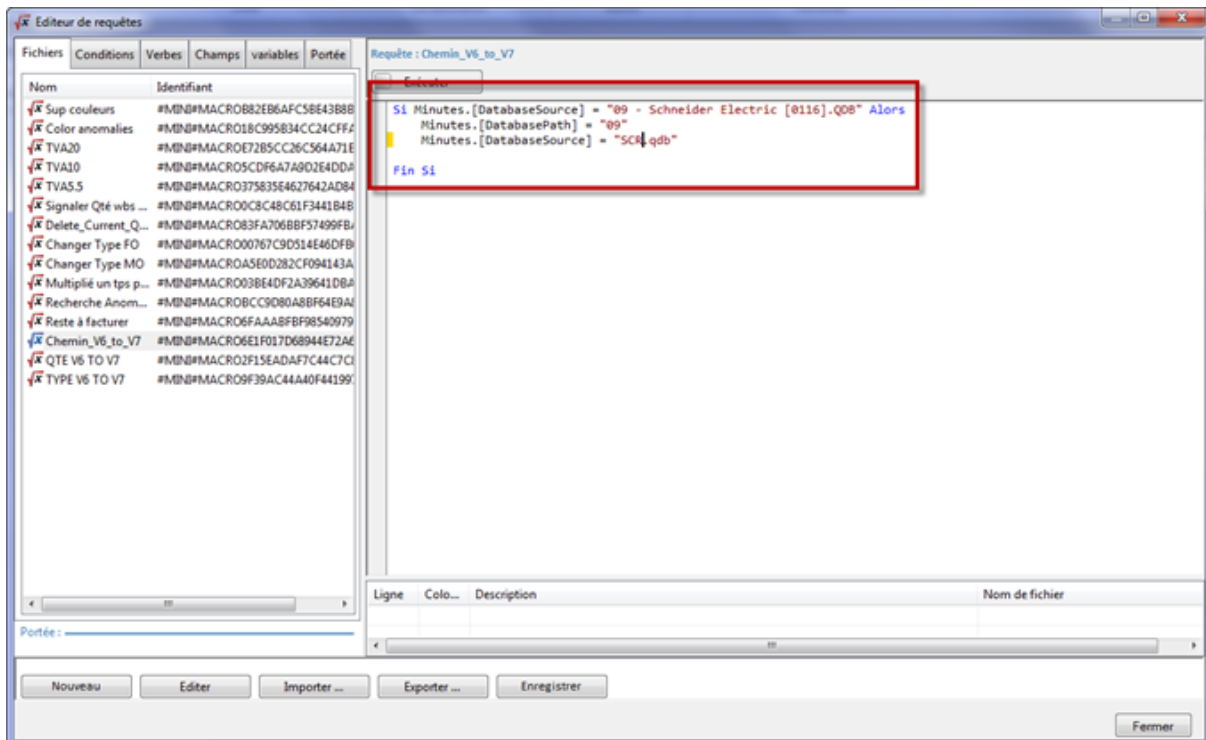 Editeur de requêtes
Fichiers Conditions Verbes Champs variables Portée
Nom Identifiant
Sup couleurs
Color anomalies
TVA20
TVA10
TVA5.5
Signaler Qté wbs ...
Delete_Current_Q...
Changer Type FO
Changer Type MO
Multiplié un tps p...
Recherche Anom...
Reste à facturer
Chemin_V6_to_V7
QTE V6 TO V7
TYPE V6 TO V7
Portée :
Requête : Chemin_V6_to_V7
Exécuter
Si Minutes.[DatabaseSource] = "09 - Schneider Electric [0116].QDB" Alors
Minutes.[DatabasePath] = "09"
Minutes.[DatabaseSource] = "SCR.qdb"
Fin Si
Ligne Colo... Description Nom de fichier
Nouveau Editer Importer ... Exporter ... Enregistrer
Fermer